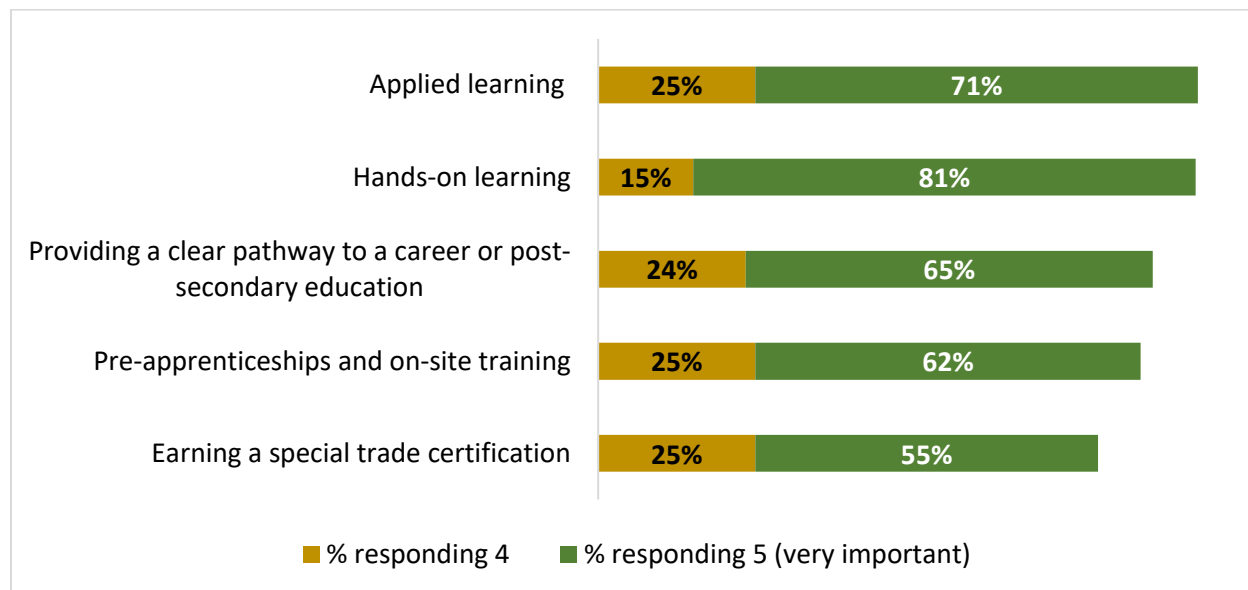 Applied learning
25%
71%
Hands-on learning
15%
81%
Providing a clear pathway to a career or post-
secondary education
24%
65%
Pre-apprenticeships and on-site training
25%
62%
Earning a special trade certification
25%
55%
% responding 4
% responding 5 (very important)